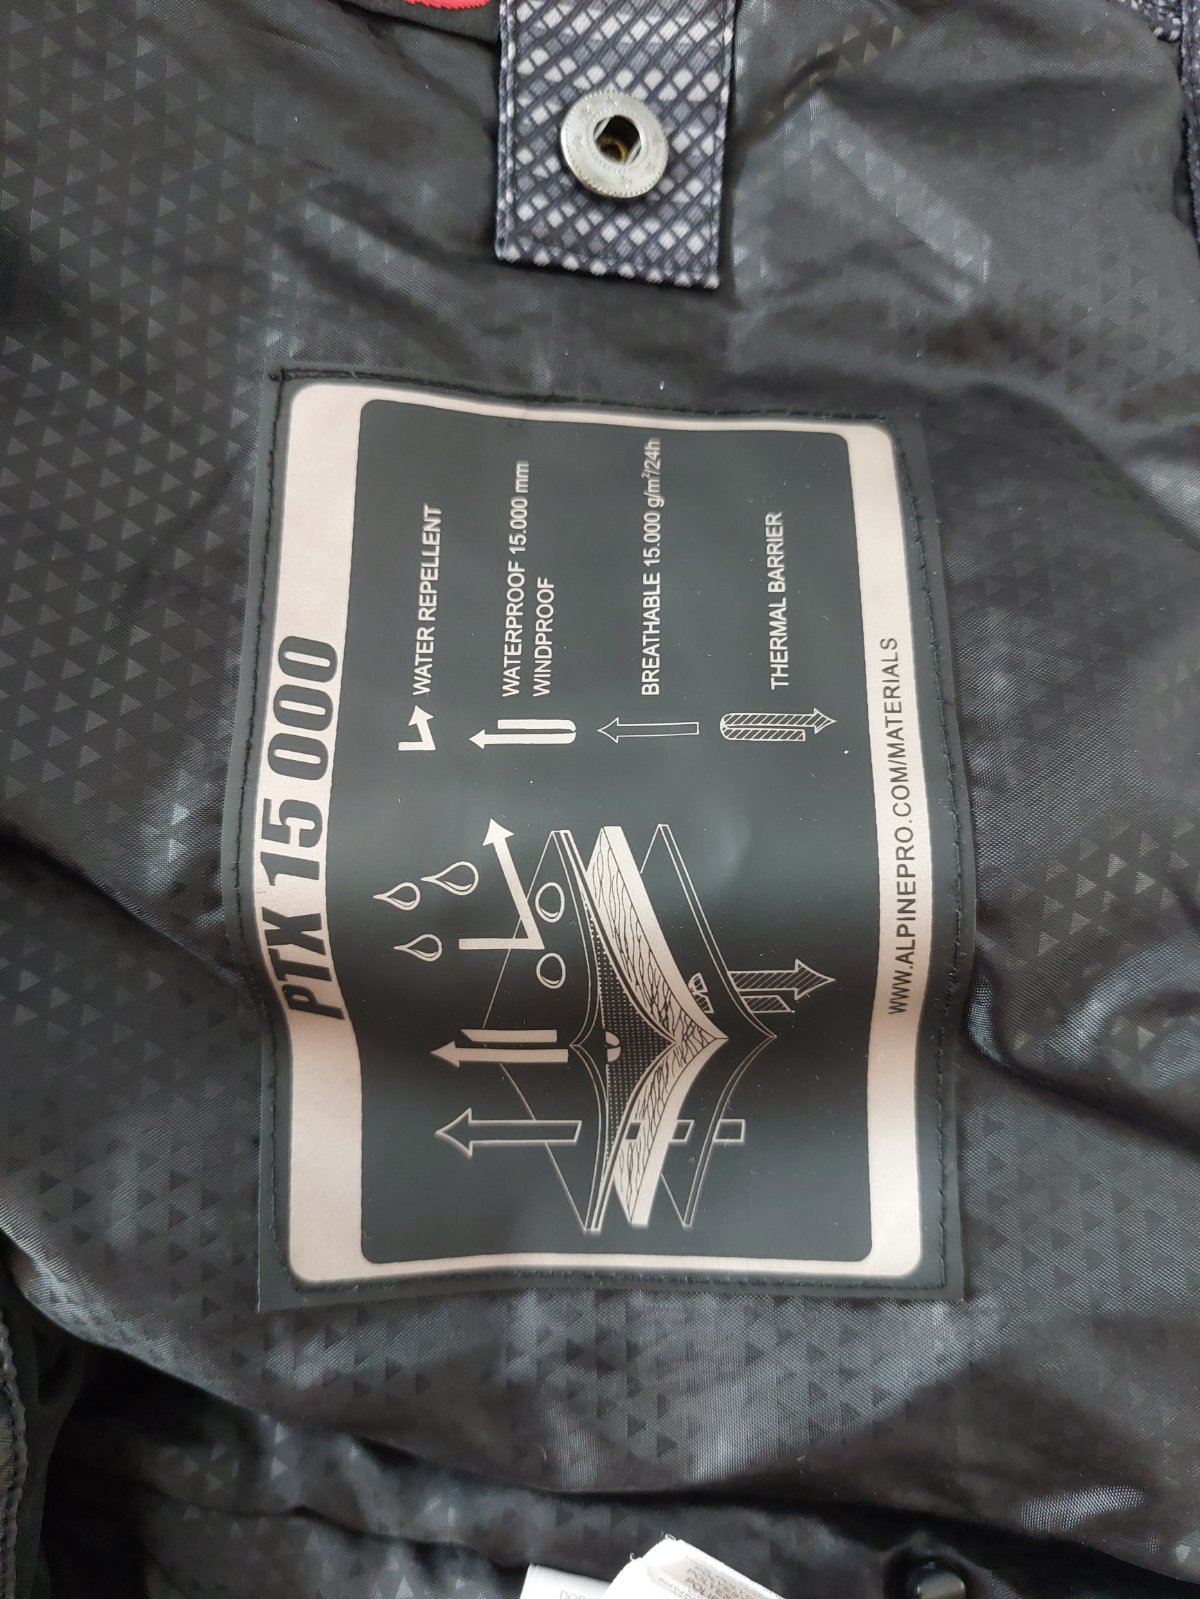 PTX 15 000
WATER REPELLENT
WATERPROOF 15.000 mm
WINDPROOF
BREATHABLE 15.000 g/m²/24h
THERMAL BARRIER
WWW.ALPINEPRO.COM/MATERIALS